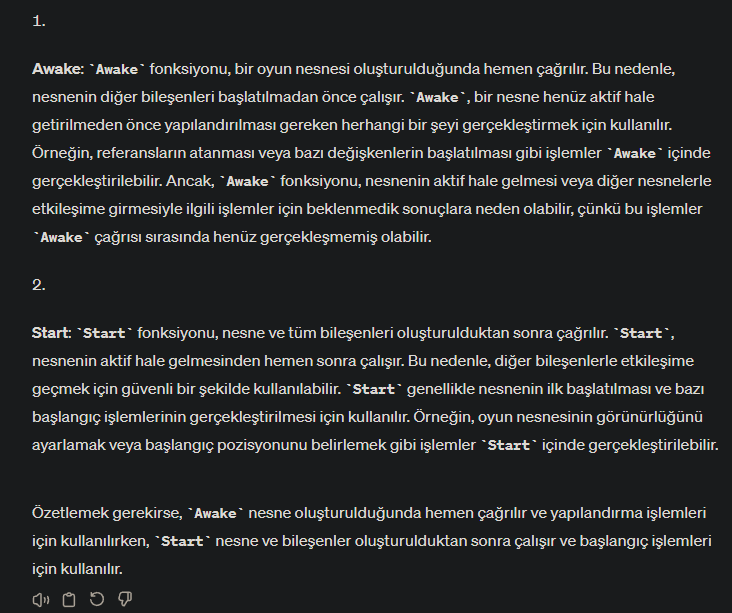 1.
Awake: `Awake` fonksiyonu, bir oyun nesnesi oluşturulduğunda hemen çağrılır. Bu nedenle,
nesnenin diğer bileşenleri başlatılmadan önce çalışır. `Awake`, bir nesne henüz aktif hale
getirilmeden önce yapılandırılması gereken herhangi bir şeyi gerçekleştirmek için kullanılır.
Örneğin, referansların atanması veya bazı değişkenlerin başlatılması gibi işlemler `Awake` içinde
gerçekleştirilebilir. Ancak, `Awake` fonksiyonu, nesnenin aktif hale gelmesi veya diğer nesnelerle
etkileşime girmesiyle ilgili işlemler için beklenmedik sonuçlara neden olabilir, çünkü bu işlemler
`Awake` çağrısı sırasında henüz gerçekleşmemiş olabilir.
2.
Start: `Start` fonksiyonu, nesne ve tüm bileşenleri oluşturulduktan sonra çağrılır. `Start`,
nesnenin aktif hale gelmesinden hemen sonra çalışır. Bu nedenle, diğer bileşenlerle etkileşime
geçmek için güvenli bir şekilde kullanılabilir. `Start` genellikle nesnenin ilk başlatılması ve bazı
başlangıç işlemlerinin gerçekleştirilmesi için kullanılır. Örneğin, oyun nesnesinin görünürlüğünü
ayarlamak veya başlangıç pozisyonunu belirlemek gibi işlemler `Start` içinde gerçekleştirilebilir.
Özetlemek gerekirse, `Awake` nesne oluşturulduğunda hemen çağrılır ve yapılandırma işlemleri
için kullanılırken, `Start` nesne ve bileşenler oluşturulduktan sonra çalışır ve başlangıç işlemleri
için kullanılır.